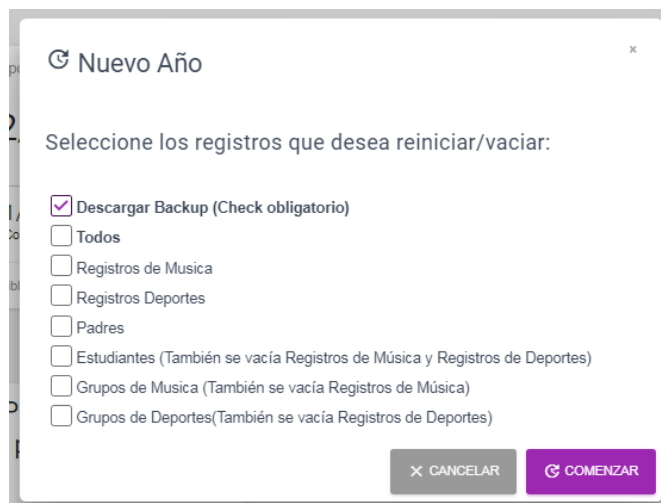 Nuevo Año
×
Seleccione los registros que desea reiniciar/vaciar:
Descargar Backup (Check obligatorio)
Todos
Registros de Musica
Registros Deportes
Padres
Estudiantes (También se vacía Registros de Música y Registros de Deportes)
Grupos de Musica (También se vacía Registros de Música)
Grupos de Deportes(También se vacía Registros de Deportes)
× CANCELAR
COMENZAR